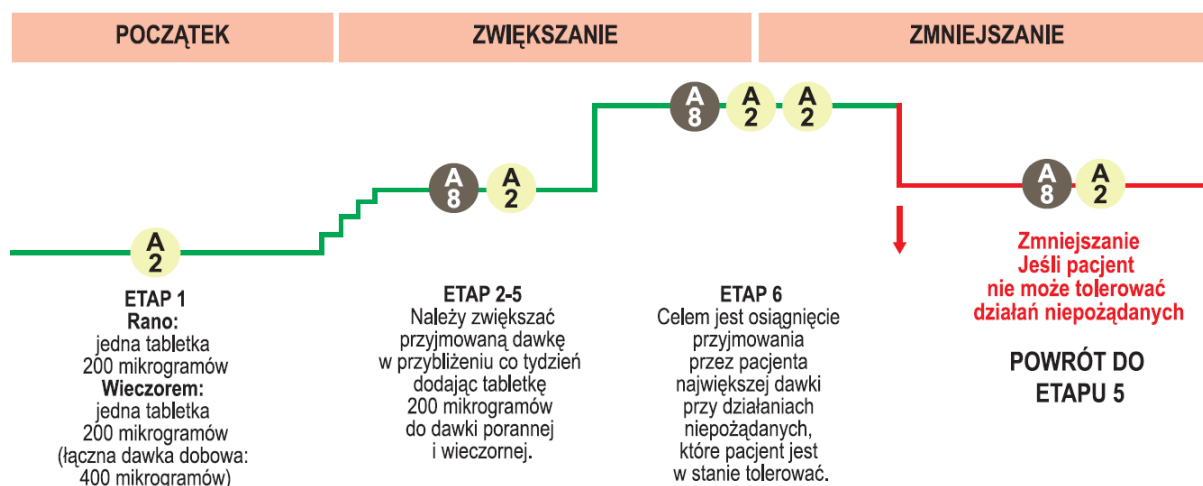 POCZĄTEK
ZWIĘKSZANIE
ZMNIEJSZANIE
A
2
ETAP 1
Rano:
jedna tabletka
200 mikrogramów
Wieczorem:
jedna tabletka
200 mikrogramów
(łączna dawka dobowa:
400 mikrogramów)
A
8
A
2
ETAP 2-5
Należy zwiększać
przyjmowaną dawkę
w przybliżeniu co tydzień
dodając tabletkę
200 mikrogramów
do dawki porannej
i wieczornej.
A
8
A
2
A
2
ETAP 6
Celem jest osiągnięcie
przyjmowania
przez pacjenta
największej dawki
przy działaniach
niepożądanych,
które pacjent jest
w stanie tolerować.
A
8
A
2
Zmniejszanie
Jeśli pacjent
nie może tolerować
działań niepożądanych
POWRÓT DO
ETAPU 5